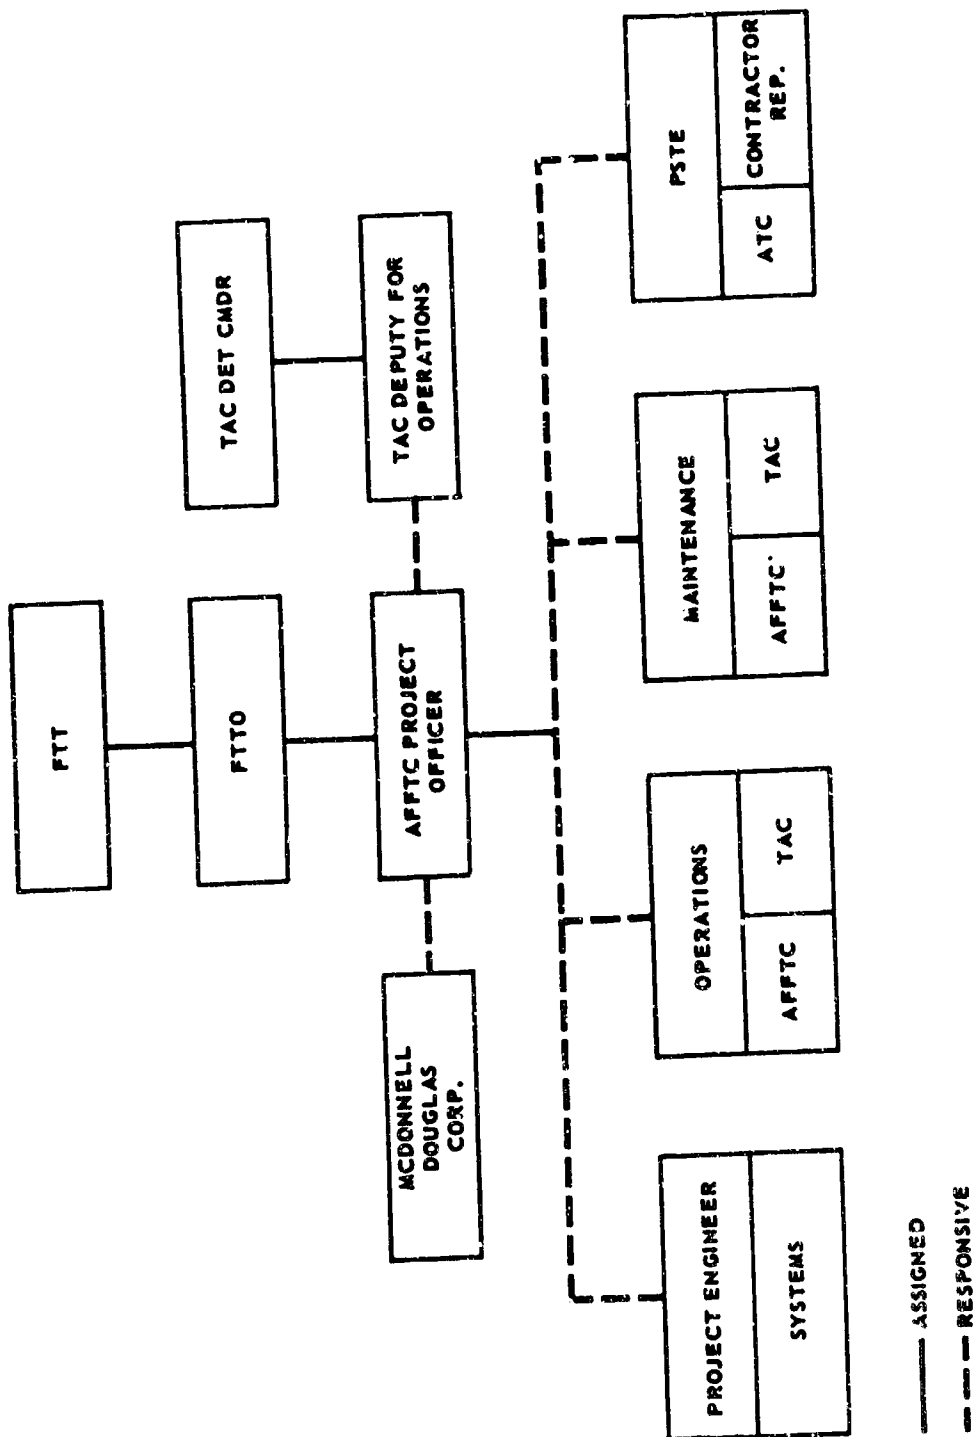 FTT
FTTO
TAC DET CMDR
MCDONNELL
DOUGLAS
CORP.
AFFTC PROJECT
OFFICER
TAC DEPUTY FOR
OPERATIONS
PROJECT ENGINEER
SYSTEMS
OPERATIONS
AFFTC
TAC
MAINTENANCE
AFFTC
TAC
PSTE
ATC
CONTRACTOR
REP.
ASSIGNED
RESPONSIVE